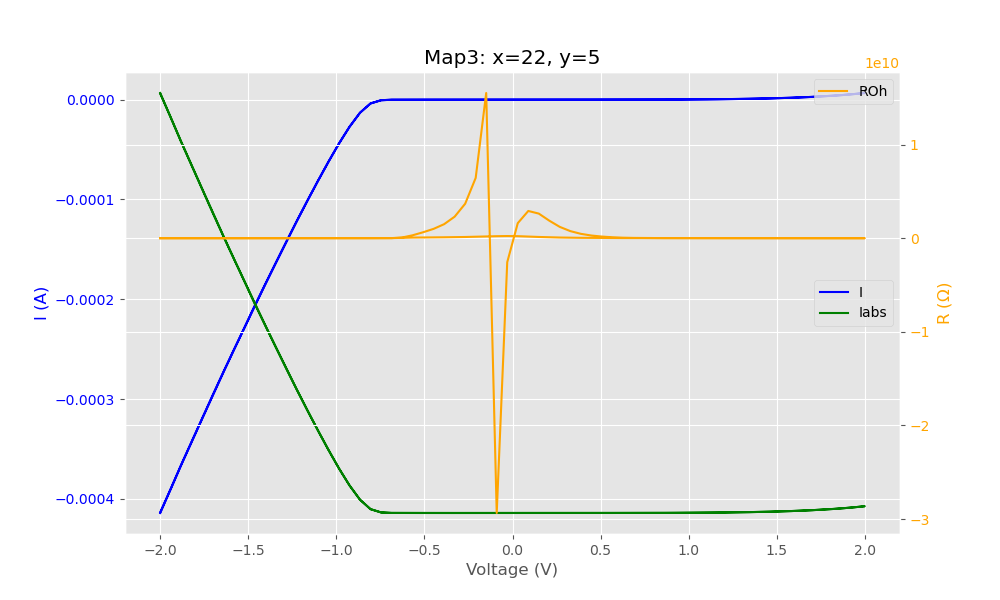 Map3: x=22, y=5
1e10
0.0000
−0.0001
−0.0002
−0.0003
−0.0004
I (A)
ROh
1
0
−1
−2
−3
R (Ω)
I
Iabs
−2.0
−1.5
−1.0
−0.5
0.0
0.5
1.0
1.5
2.0
Voltage (V)